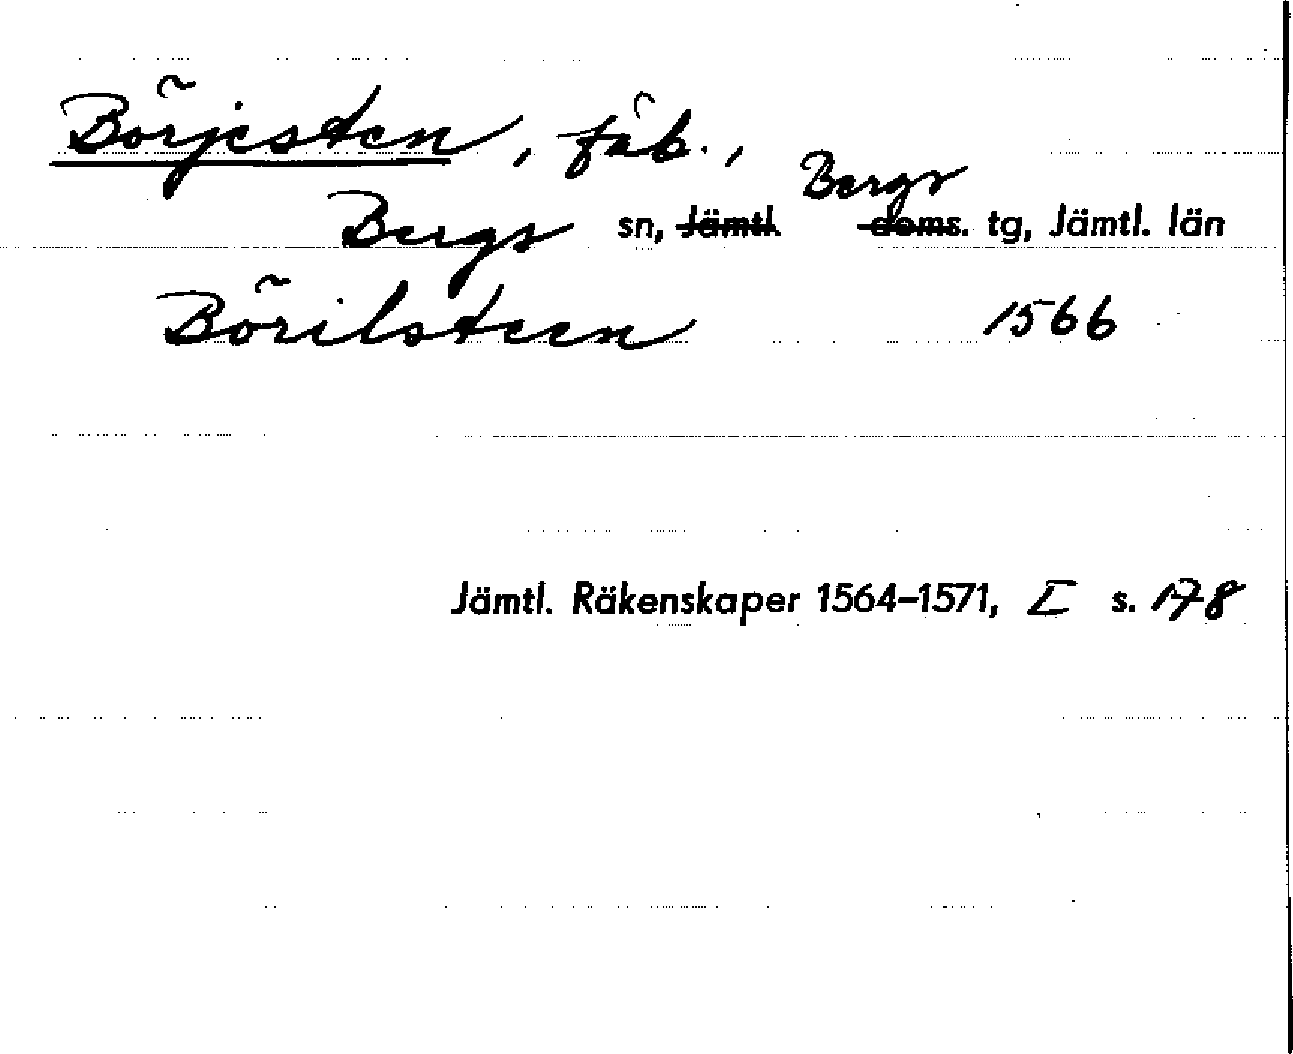 Börjesten, fäb.,
Bergs sn, Jämtl. Bergs doms. tg, Jämtl. län
Börilsteen 1566
Jämtl. Räkenskaper 1564–1571, I s. 178